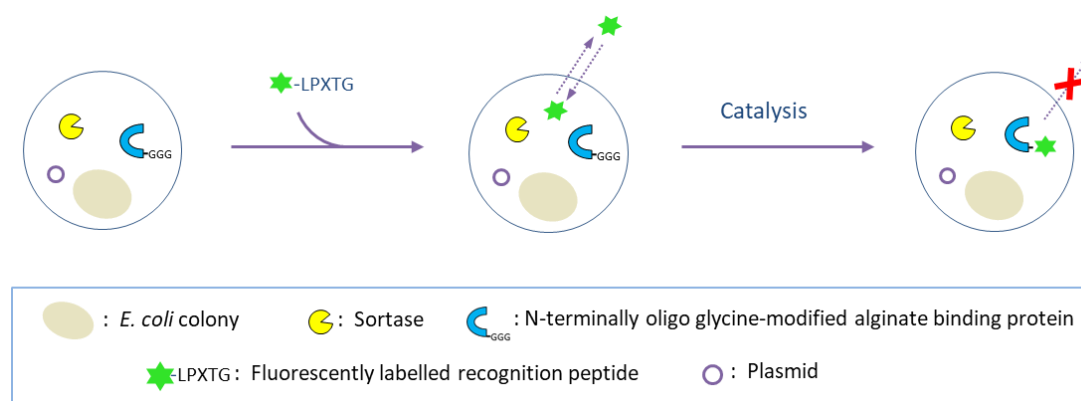 -LPXTG
Catalysis
-GGG
-GGG
: E. coli colony
: Sortase
-GGG
: N-terminally oligo glycine-modified alginate binding protein
-LPXTG : Fluorescently labelled recognition peptide
: Plasmid